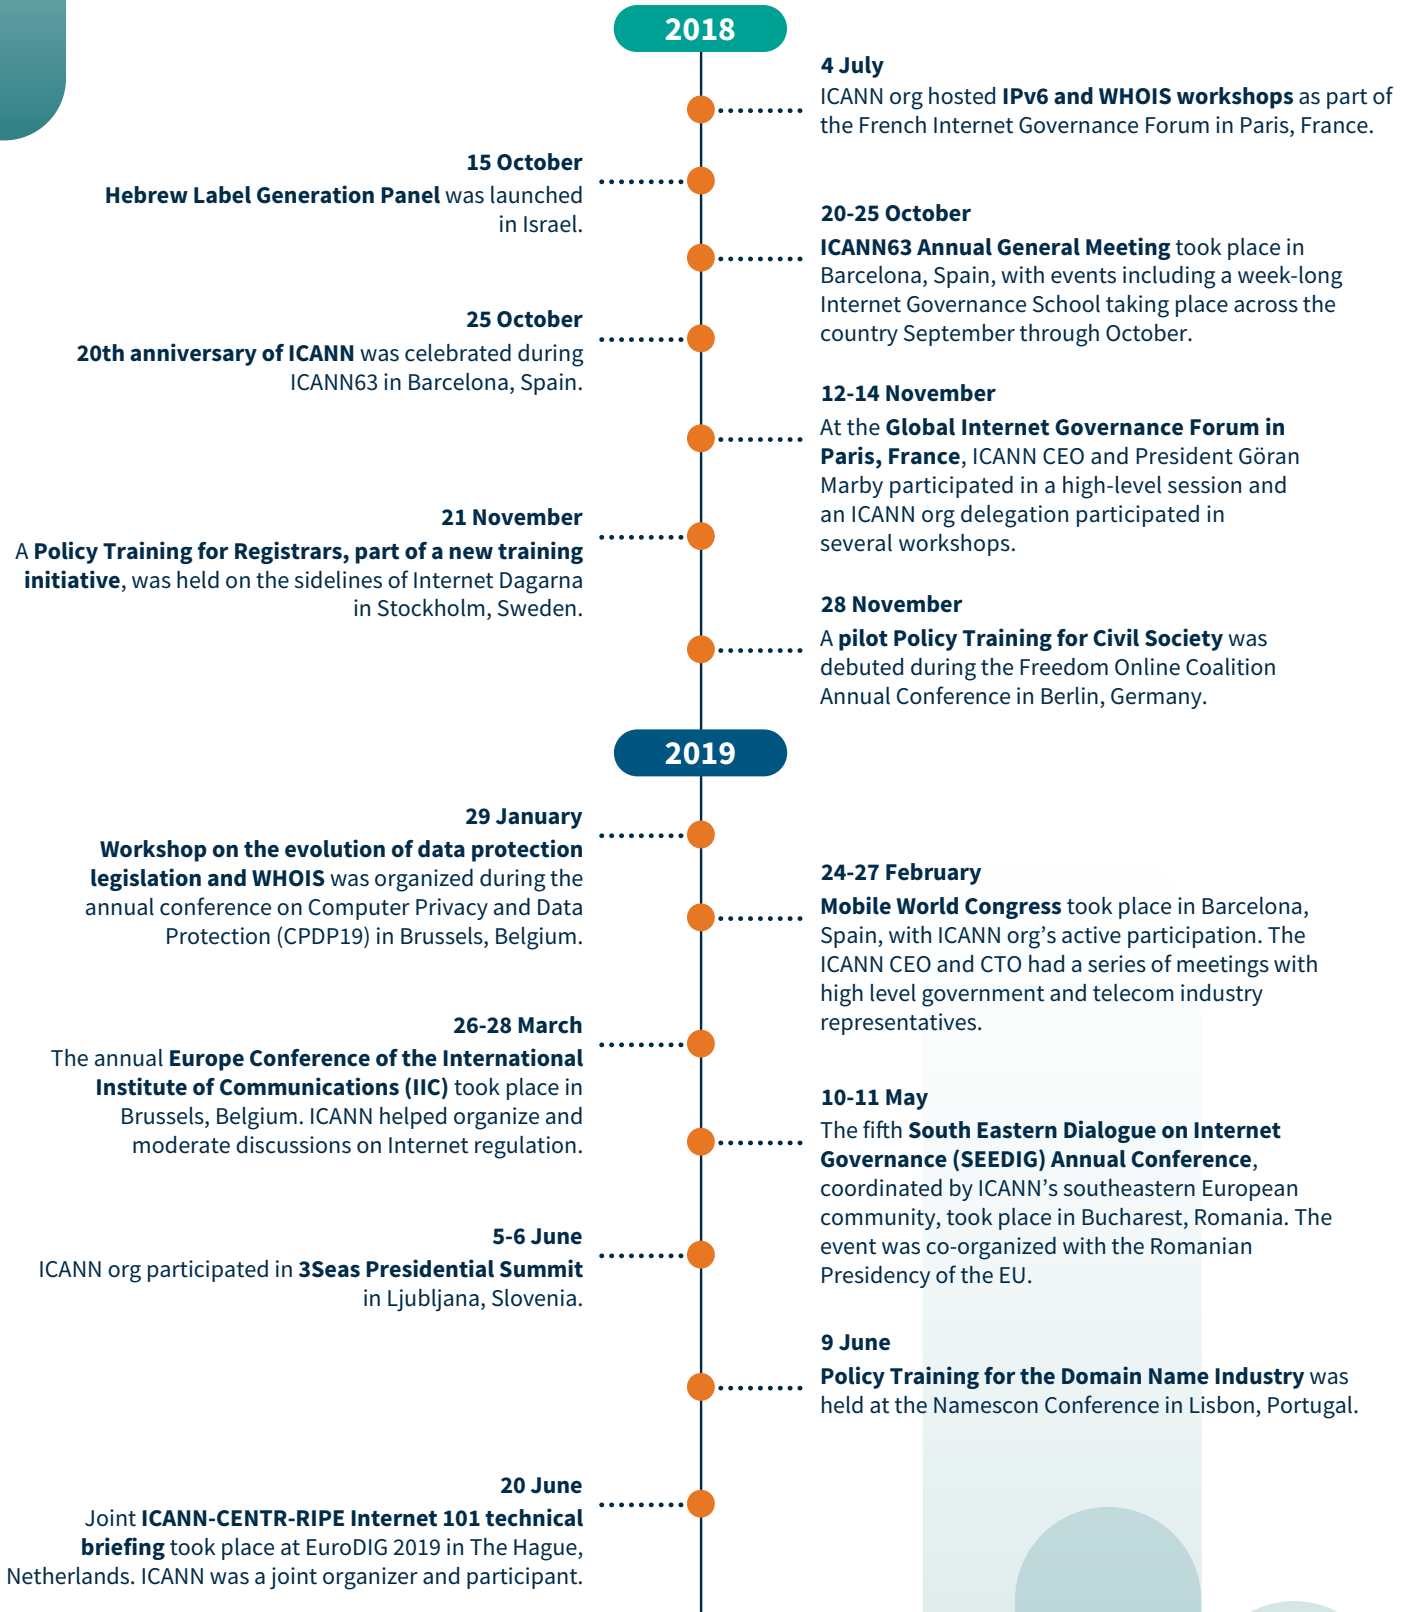 2018
4 July
ICANN org hosted IPv6 and WHOIS workshops as part of
the French Internet Governance Forum in Paris, France.
15 October
Hebrew Label Generation Panel was launched
in Israel.
20-25 October
ICANN63 Annual General Meeting took place in
Barcelona, Spain, with events including a week-long
Internet Governance School taking place across the
country September through October.
25 October
20th anniversary of ICANN was celebrated during
ICANN63 in Barcelona, Spain.
12-14 November
At the Global Internet Governance Forum in
Paris, France, ICANN CEO and President Göran
Marby participated in a high-level session and
an ICANN org delegation participated in
several workshops.
21 November
A Policy Training for Registrars, part of a new training
initiative, was held on the sidelines of Internet Dagarna
in Stockholm, Sweden.
28 November
A pilot Policy Training for Civil Society was
debuted during the Freedom Online Coalition
Annual Conference in Berlin, Germany.
2019
29 January
Workshop on the evolution of data protection
legislation and WHOIS was organized during the
annual conference on Computer Privacy and Data
Protection (CPDP19) in Brussels, Belgium.
24-27 February
Mobile World Congress took place in Barcelona,
Spain, with ICANN org’s active participation. The
ICANN CEO and CTO had a series of meetings with
high level government and telecom industry
representatives.
26-28 March
The annual Europe Conference of the International
Institute of Communications (IIC) took place in
Brussels, Belgium. ICANN helped organize and
moderate discussions on Internet regulation.
10-11 May
The fifth South Eastern Dialogue on Internet
Governance (SEEDIG) Annual Conference,
coordinated by ICANN’s southeastern European
community, took place in Bucharest, Romania. The
event was co-organized with the Romanian
Presidency of the EU.
5-6 June
ICANN org participated in 3Seas Presidential Summit
in Ljubljana, Slovenia.
9 June
Policy Training for the Domain Name Industry was
held at the Namescon Conference in Lisbon, Portugal.
20 June
Joint ICANN-CENTR-RIPE Internet 101 technical
briefing took place at EuroDIG 2019 in The Hague,
Netherlands. ICANN was a joint organizer and participant.